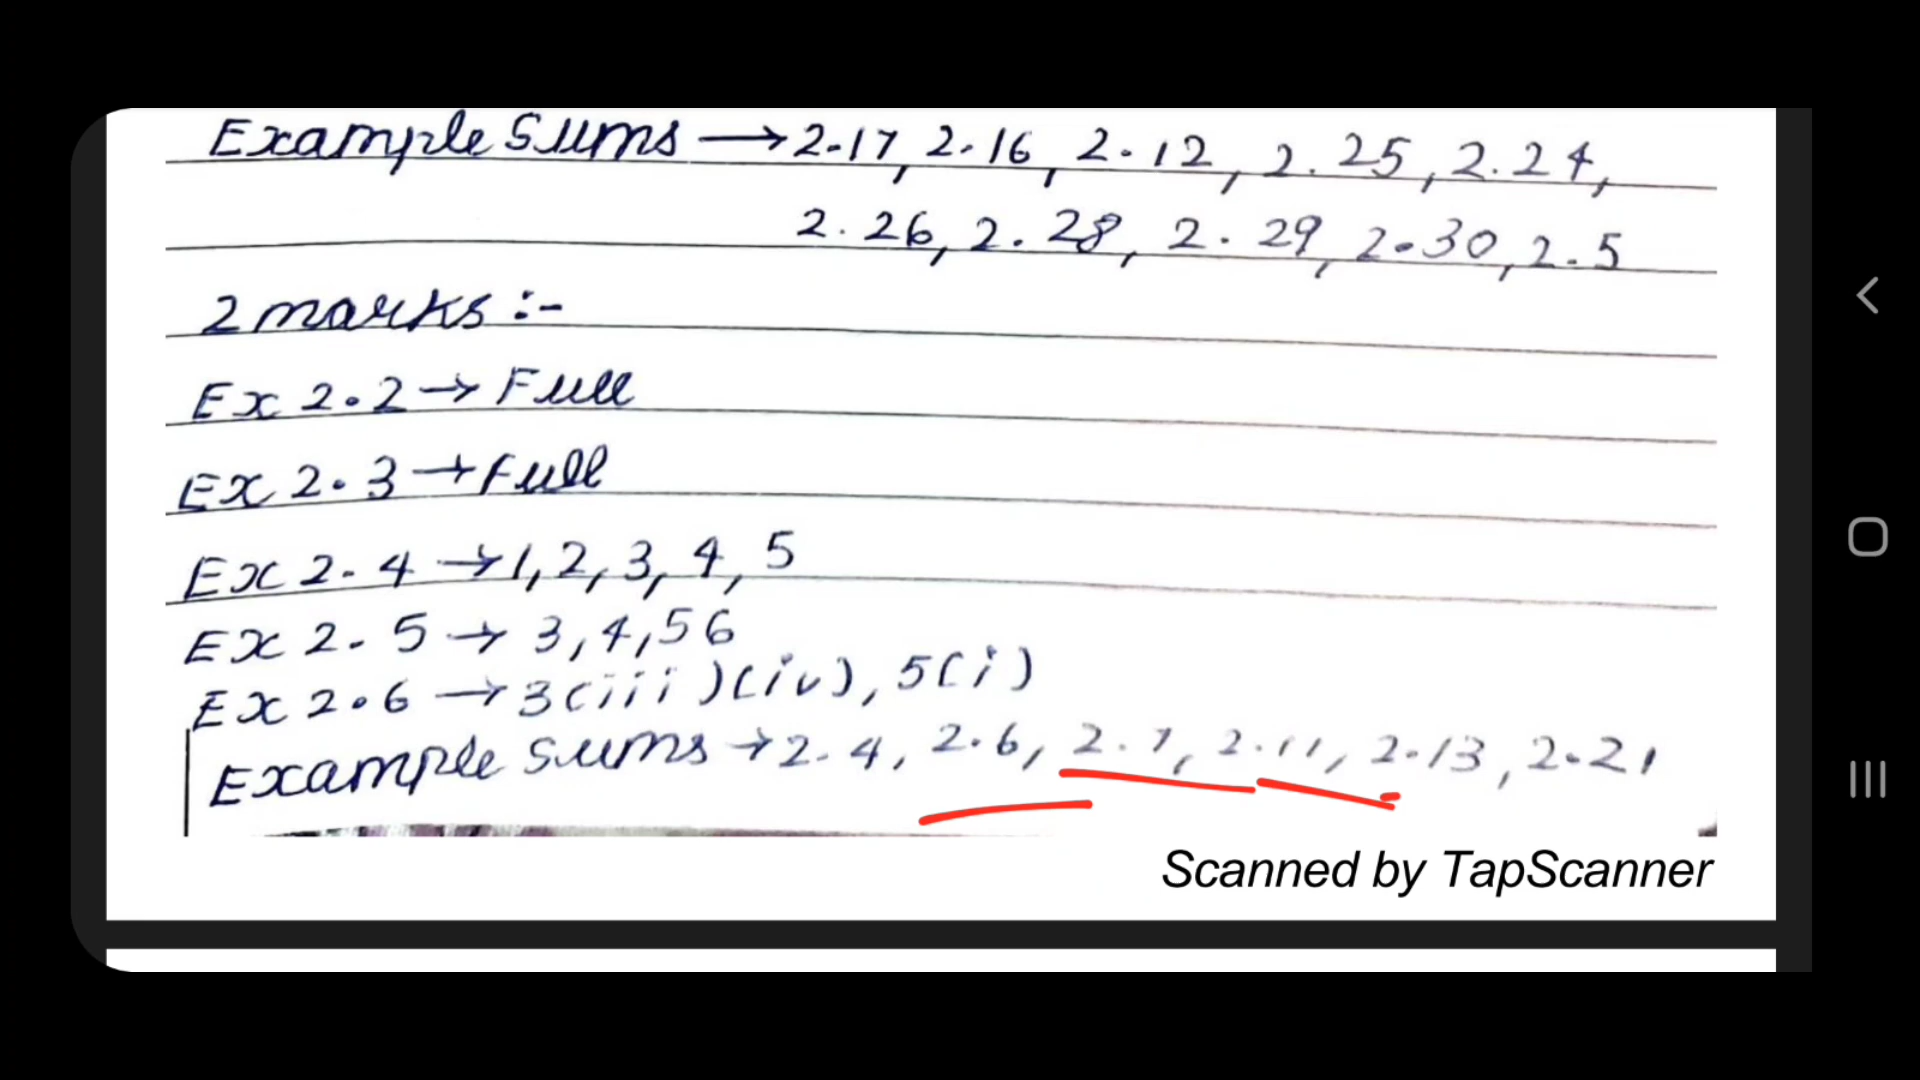 Example Sums → 2.17, 2.16, 2.12, 2.25, 2.24,
2.26, 2.28, 2.29, 2.30, 2.5
2 marks :-
Ex 2.2 → Full
Ex 2.3 → Full
Ex 2.4 → 1, 2, 3, 4, 5
Ex 2.5 → 3, 4, 5 6
Ex 2.6 → 3(iii)(iv), 5(i)
Example sums → 2.4, 2.6, 2.7, 2.11, 2.13, 2.21
Scanned by TapScanner